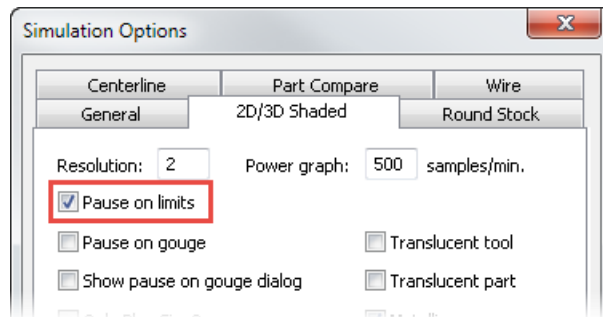 Simulation Options
Centerline Part Compare Wire
General 2D/3D Shaded Round Stock
Resolution: 2 Power graph: 500 samples/min.
Pause on limits
Pause on gouge Translucent tool
Show pause on gouge dialog Translucent part